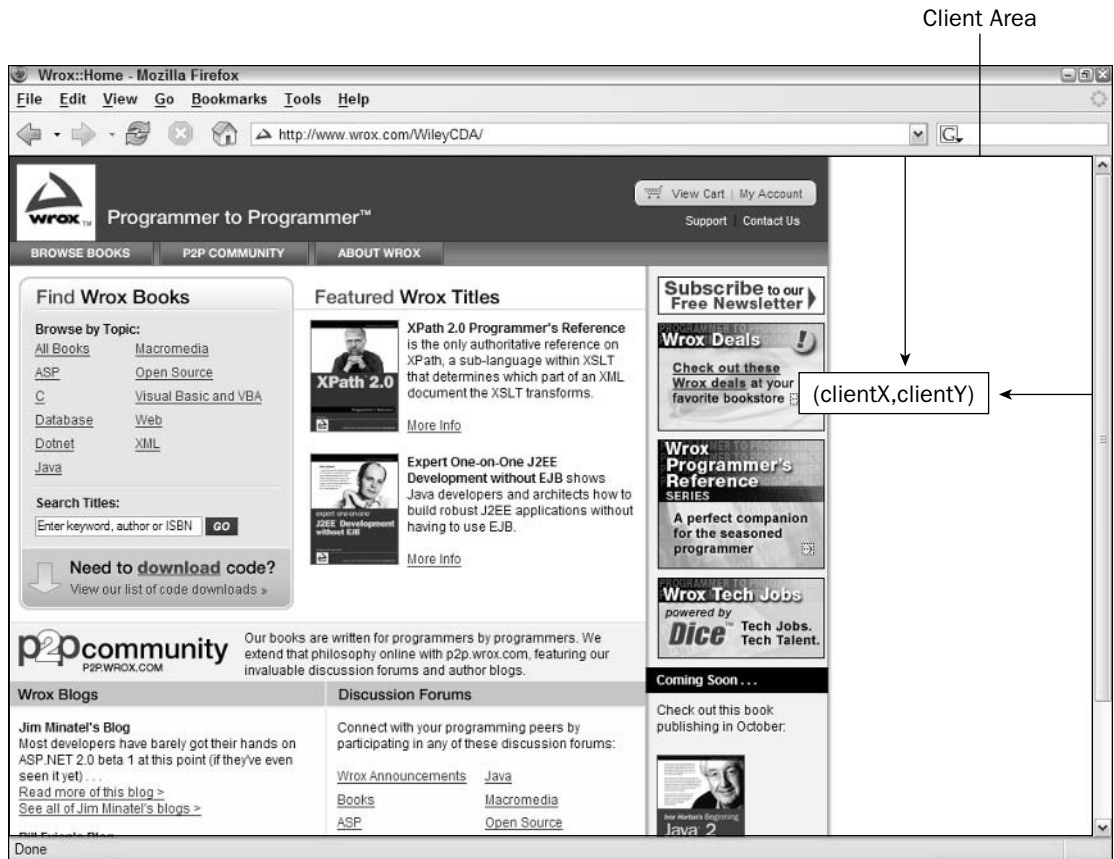 Client Area
Wrox::Home - Mozilla Firefox
File Edit View Go Bookmarks Tools Help
http://www.wrox.com/WileyCDA/
G
wrox™
Programmer to Programmer™
View Cart | My Account
Support | Contact Us
BROWSE BOOKS P2P COMMUNITY ABOUT WROX
Find Wrox Books
Browse by Topic:
All Books Macromedia
ASP Open Source
C Visual Basic and VBA
Database Web
Dotnet XML
Java
Search Titles:
Enter keyword, author or ISBN GO
Need to download code?
View our list of code downloads »
Featured Wrox Titles
XPath 2.0
XPath 2.0 Programmer's Reference
is the only authoritative reference on
XPath, a sub-language within XSLT
that determines which part of an XML
document the XSLT transforms.
More Info
expert one-on-one
J2EE Development
without EJB
Expert One-on-One J2EE
Development without EJB shows
Java developers and architects how to
build robust J2EE applications without
having to use EJB.
More Info
Subscribe to our
Free Newsletter
PROGRAMMER TO
Wrox Deals
Check out these
Wrox deals at your
favorite bookstore
(clientX,clientY)
Wrox
Programmer's
Reference
SERIES
A perfect companion
for the seasoned
programmer
PROGRAMMER TO
Wrox Tech Jobs
powered by
Dice™ Tech Jobs.
Tech Talent.
p2pcommunity
P2P.WROX.COM
Our books are written for programmers by programmers. We
extend that philosophy online with p2p.wrox.com, featuring our
invaluable discussion forums and author blogs.
Wrox Blogs
Jim Minatel's Blog
Most developers have barely got their hands on
ASP.NET 2.0 beta 1 at this point (if they've even
seen it yet) . . .
Read more of this blog >
See all of Jim Minatel's blogs >
Discussion Forums
Connect with your programming peers by
participating in any of these discussion forums:
Wrox Announcements Java
Books Macromedia
ASP Open Source
Coming Soon . . .
Check out this book
publishing in October:
Ivor Horton's Beginning
Java 2
Done